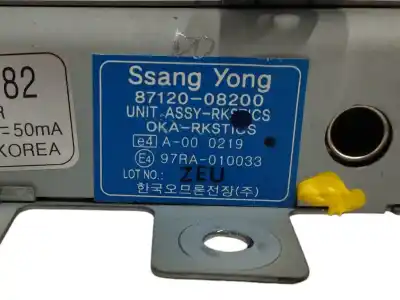 82
R
50mA
KOREA
Ssang Yong
87120-08200
UNIT ASSY-RKSTICS
OKA-RKSTICS
e4 A-00 0219
E4 97RA-010033
LOT NO.: ZEU
한국오므론전장(주)